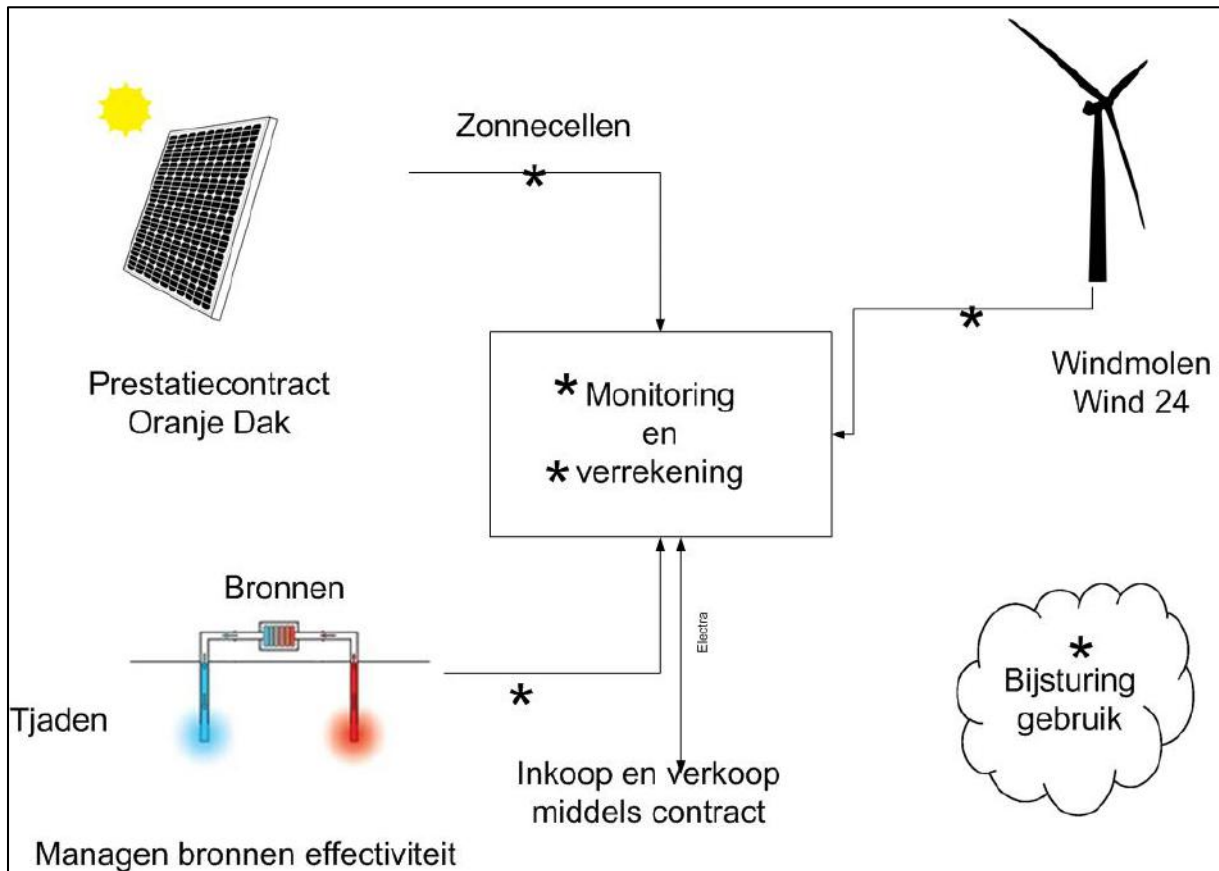 Zonnecellen
*
Prestatiecontract
Oranje Dak
*
Windmolen
Wind 24
* Monitoring
en
* verrekening
Bronnen
Tjaden
*
Electra
Managen bronnen effectiviteit
Inkoop en verkoop
middels contract
*
Bijsturing
gebruik